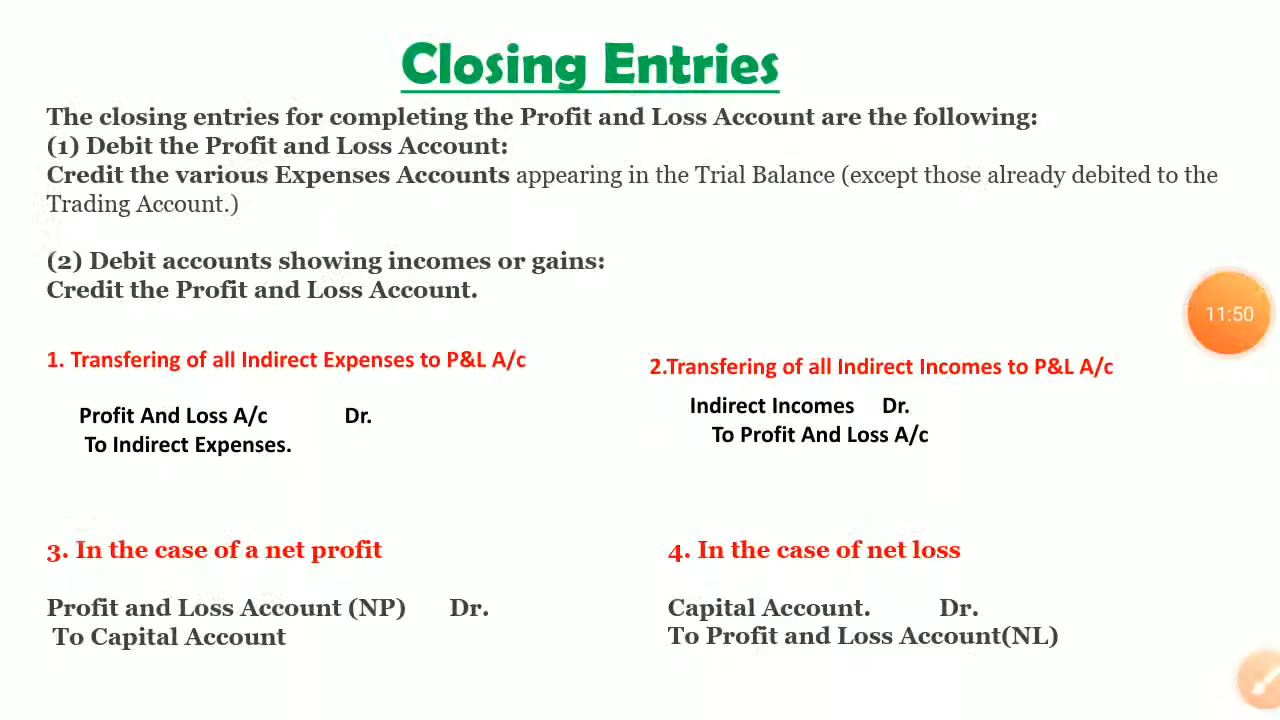 Closing Entries
The closing entries for completing the Profit and Loss Account are the following:
(1) Debit the Profit and Loss Account:
Credit the various Expenses Accounts appearing in the Trial Balance (except those already debited to the
Trading Account.)
(2) Debit accounts showing incomes or gains:
Credit the Profit and Loss Account.
11:50
1. Transfering of all Indirect Expenses to P&L A/c
Profit And Loss A/c Dr.
To Indirect Expenses.
2.Transfering of all Indirect Incomes to P&L A/c
Indirect Incomes Dr.
To Profit And Loss A/c
3. In the case of a net profit
Profit and Loss Account (NP) Dr.
To Capital Account
4. In the case of net loss
Capital Account. Dr.
To Profit and Loss Account(NL)